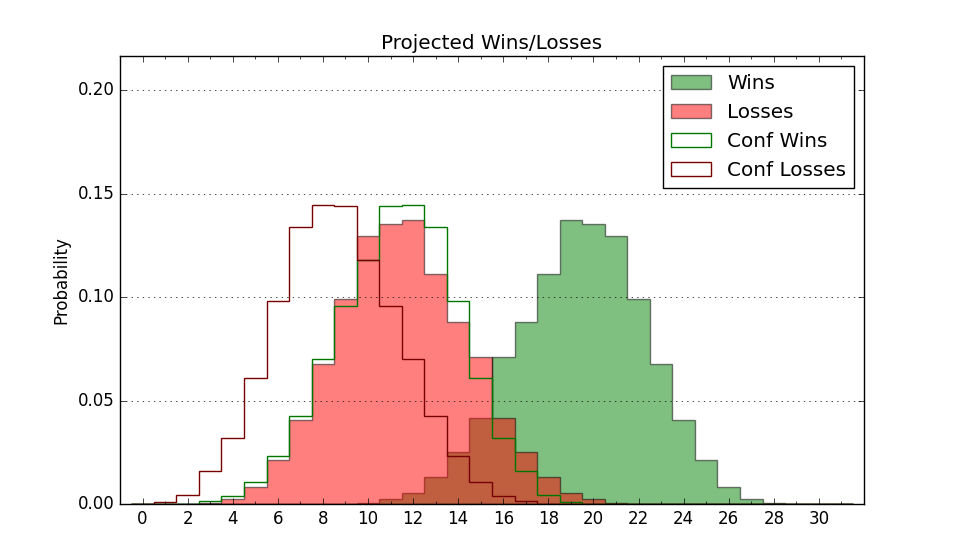 Projected Wins/Losses
Wins
Losses
Conf Wins
Conf Losses
Probability
0.20
0.15
0.10
0.05
0.00
0 2 4 6 8 10 12 14 16 18 20 22 24 26 28 30